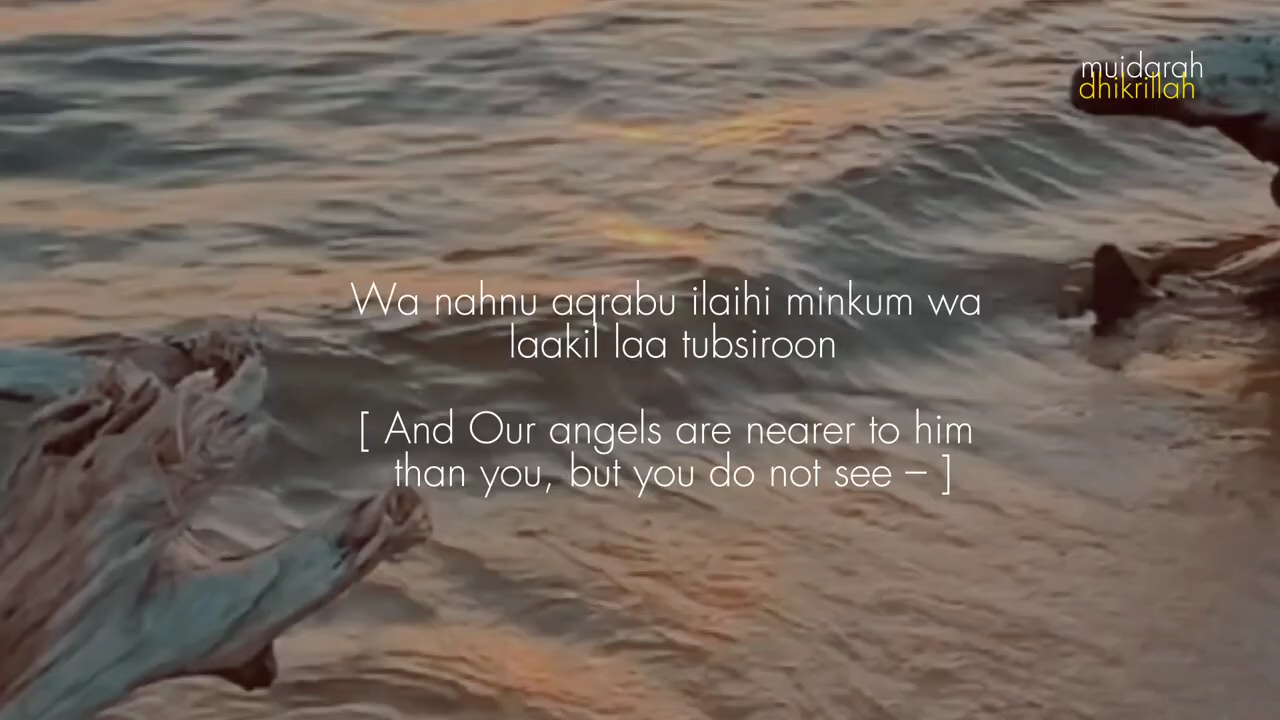 muidarah
dhikrillah
Wa nahnu aqrabu ilaihi minkum wa
laakil laa tubsiroon
[ And Our angels are nearer to him
than you, but you do not see – ]